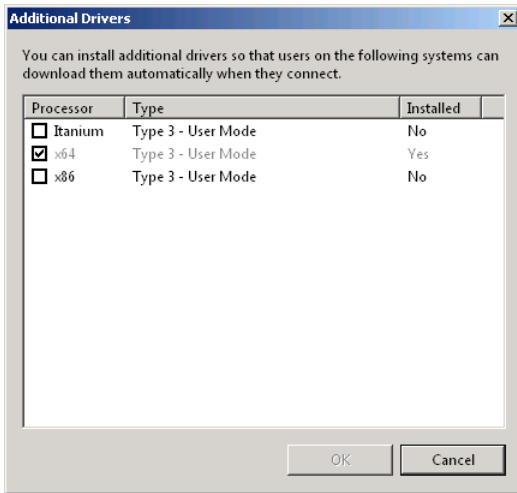 Additional Drivers
You can install additional drivers so that users on the following systems can
download them automatically when they connect.
Processor Type Installed
Itanium Type 3 - User Mode No
x64 Type 3 - User Mode Yes
x86 Type 3 - User Mode No
OK Cancel